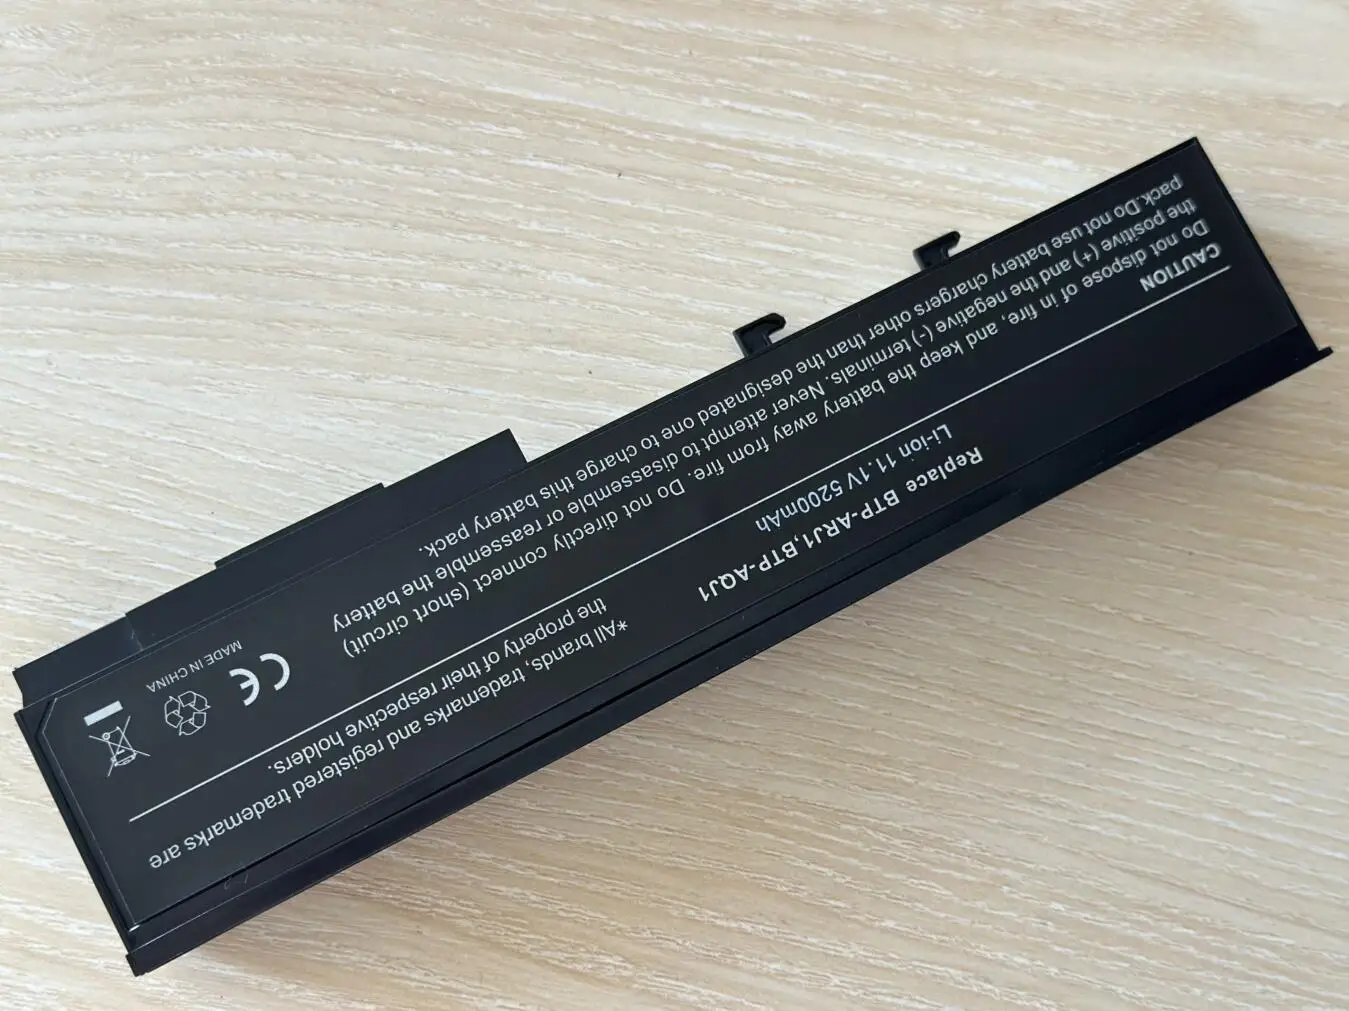 Replace BTP-ARJ1,BTP-AQJ1
Li-ion 11.1V 5200mAh
*All brands, trademarks and registered trademarks are
the property of their respective holders.
CAUTION
Do not dispose of in fire, and keep the battery away from fire. Do not directly connect (short circuit)
the positive (+) and the negative (-) terminals. Never attempt to disassemble or reassemble the battery
pack.Do not use battery chargers other than the designated one to charge this battery pack.
CE
MADE IN CHINA